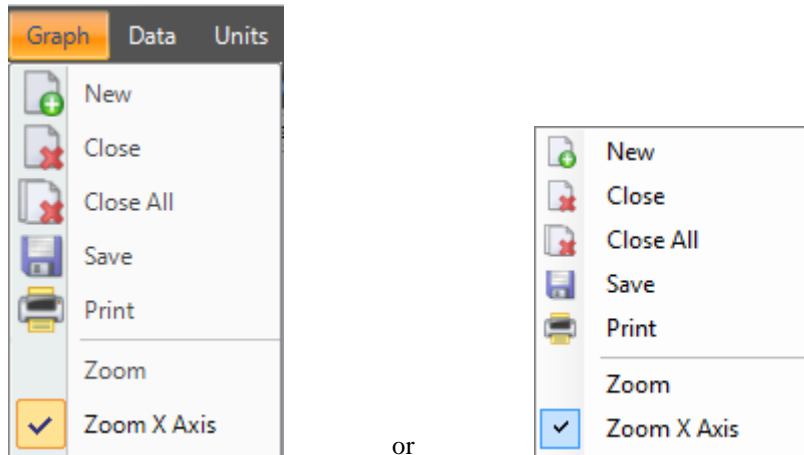 Graph Data Units
New
Close
Close All
Save
Print
Zoom
Zoom X Axis
or
New
Close
Close All
Save
Print
Zoom
Zoom X Axis